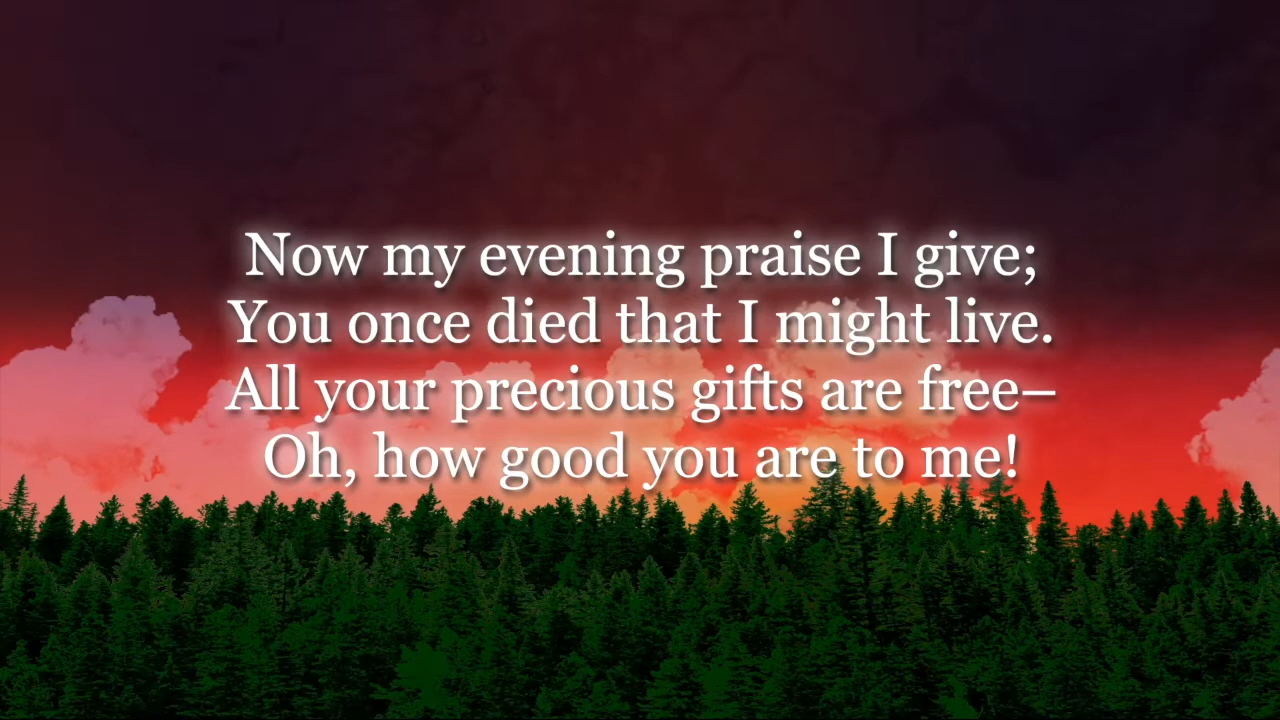 Now my evening praise I give;
You once died that I might live.
All your precious gifts are free–
Oh, how good you are to me!